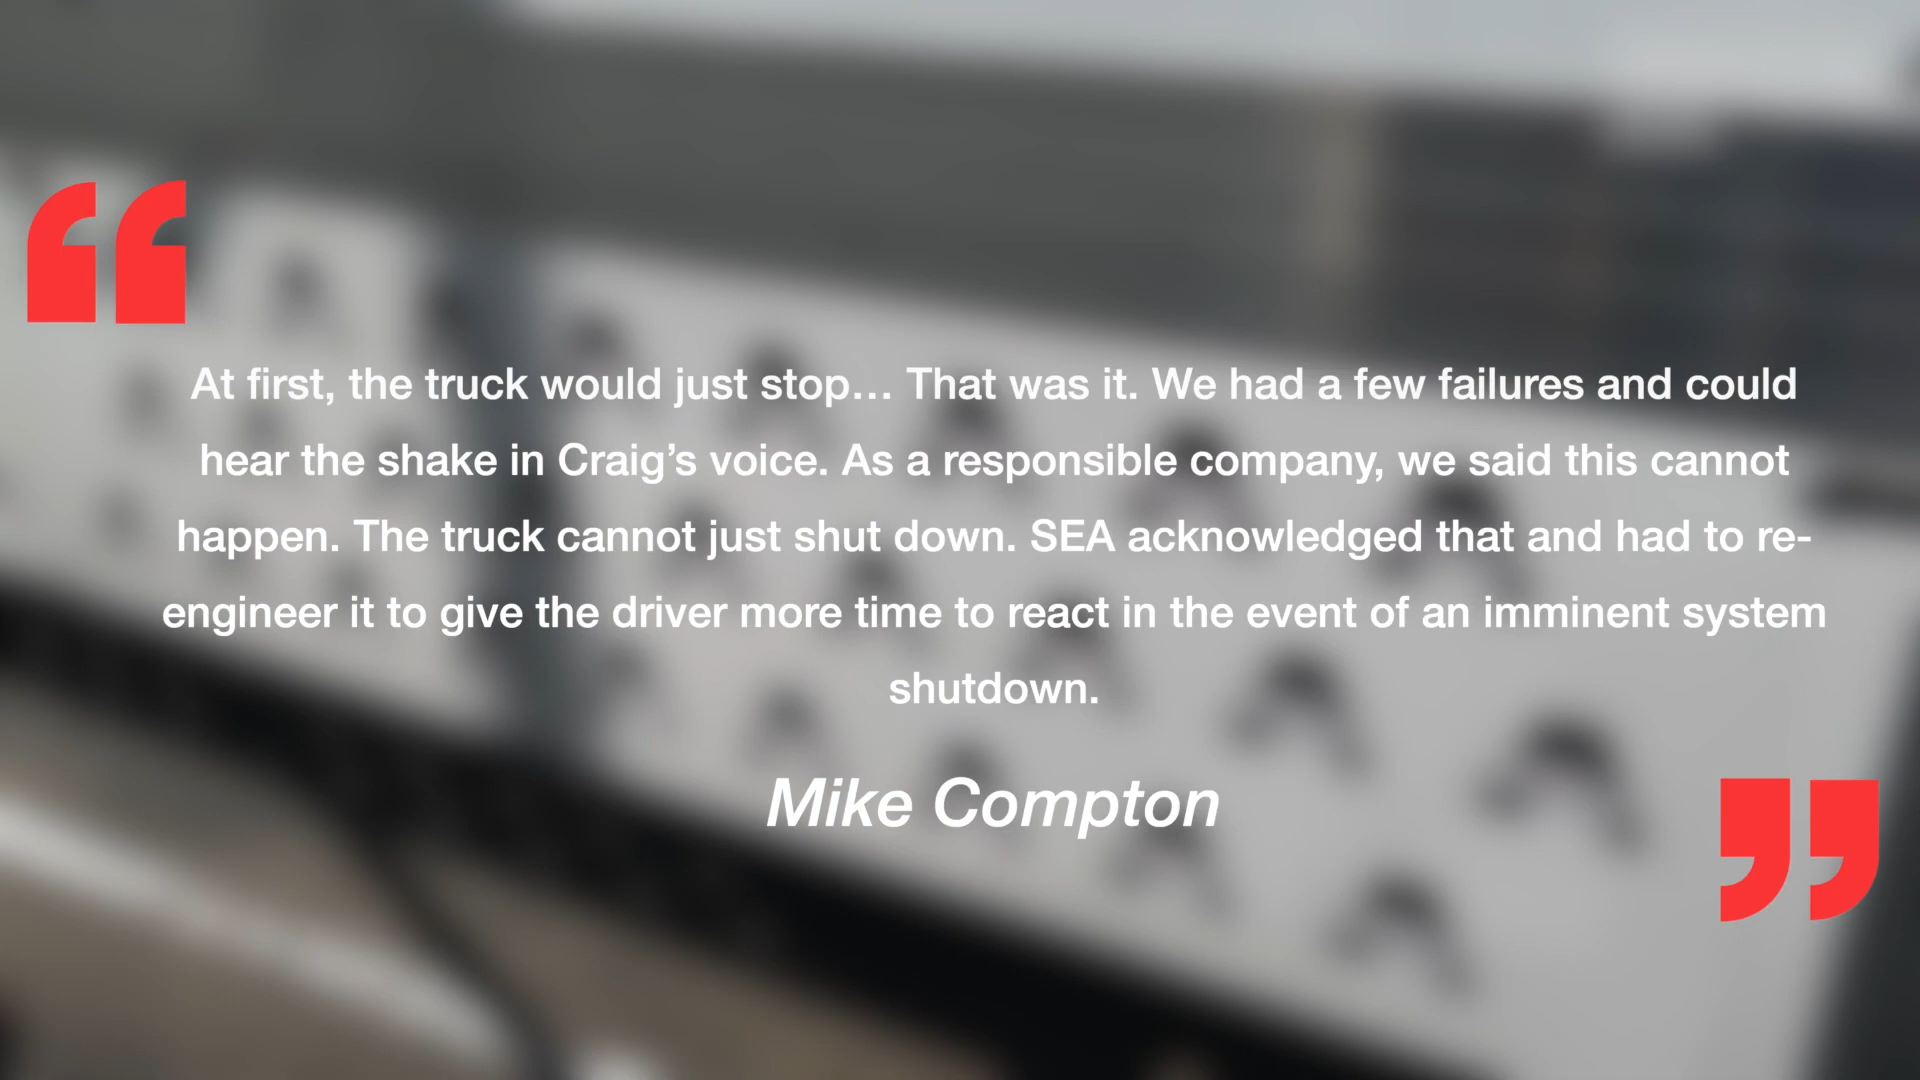 “
At first, the truck would just stop… That was it. We had a few failures and could
hear the shake in Craig’s voice. As a responsible company, we said this cannot
happen. The truck cannot just shut down. SEA acknowledged that and had to re-
engineer it to give the driver more time to react in the event of an imminent system
shutdown.
Mike Compton
”